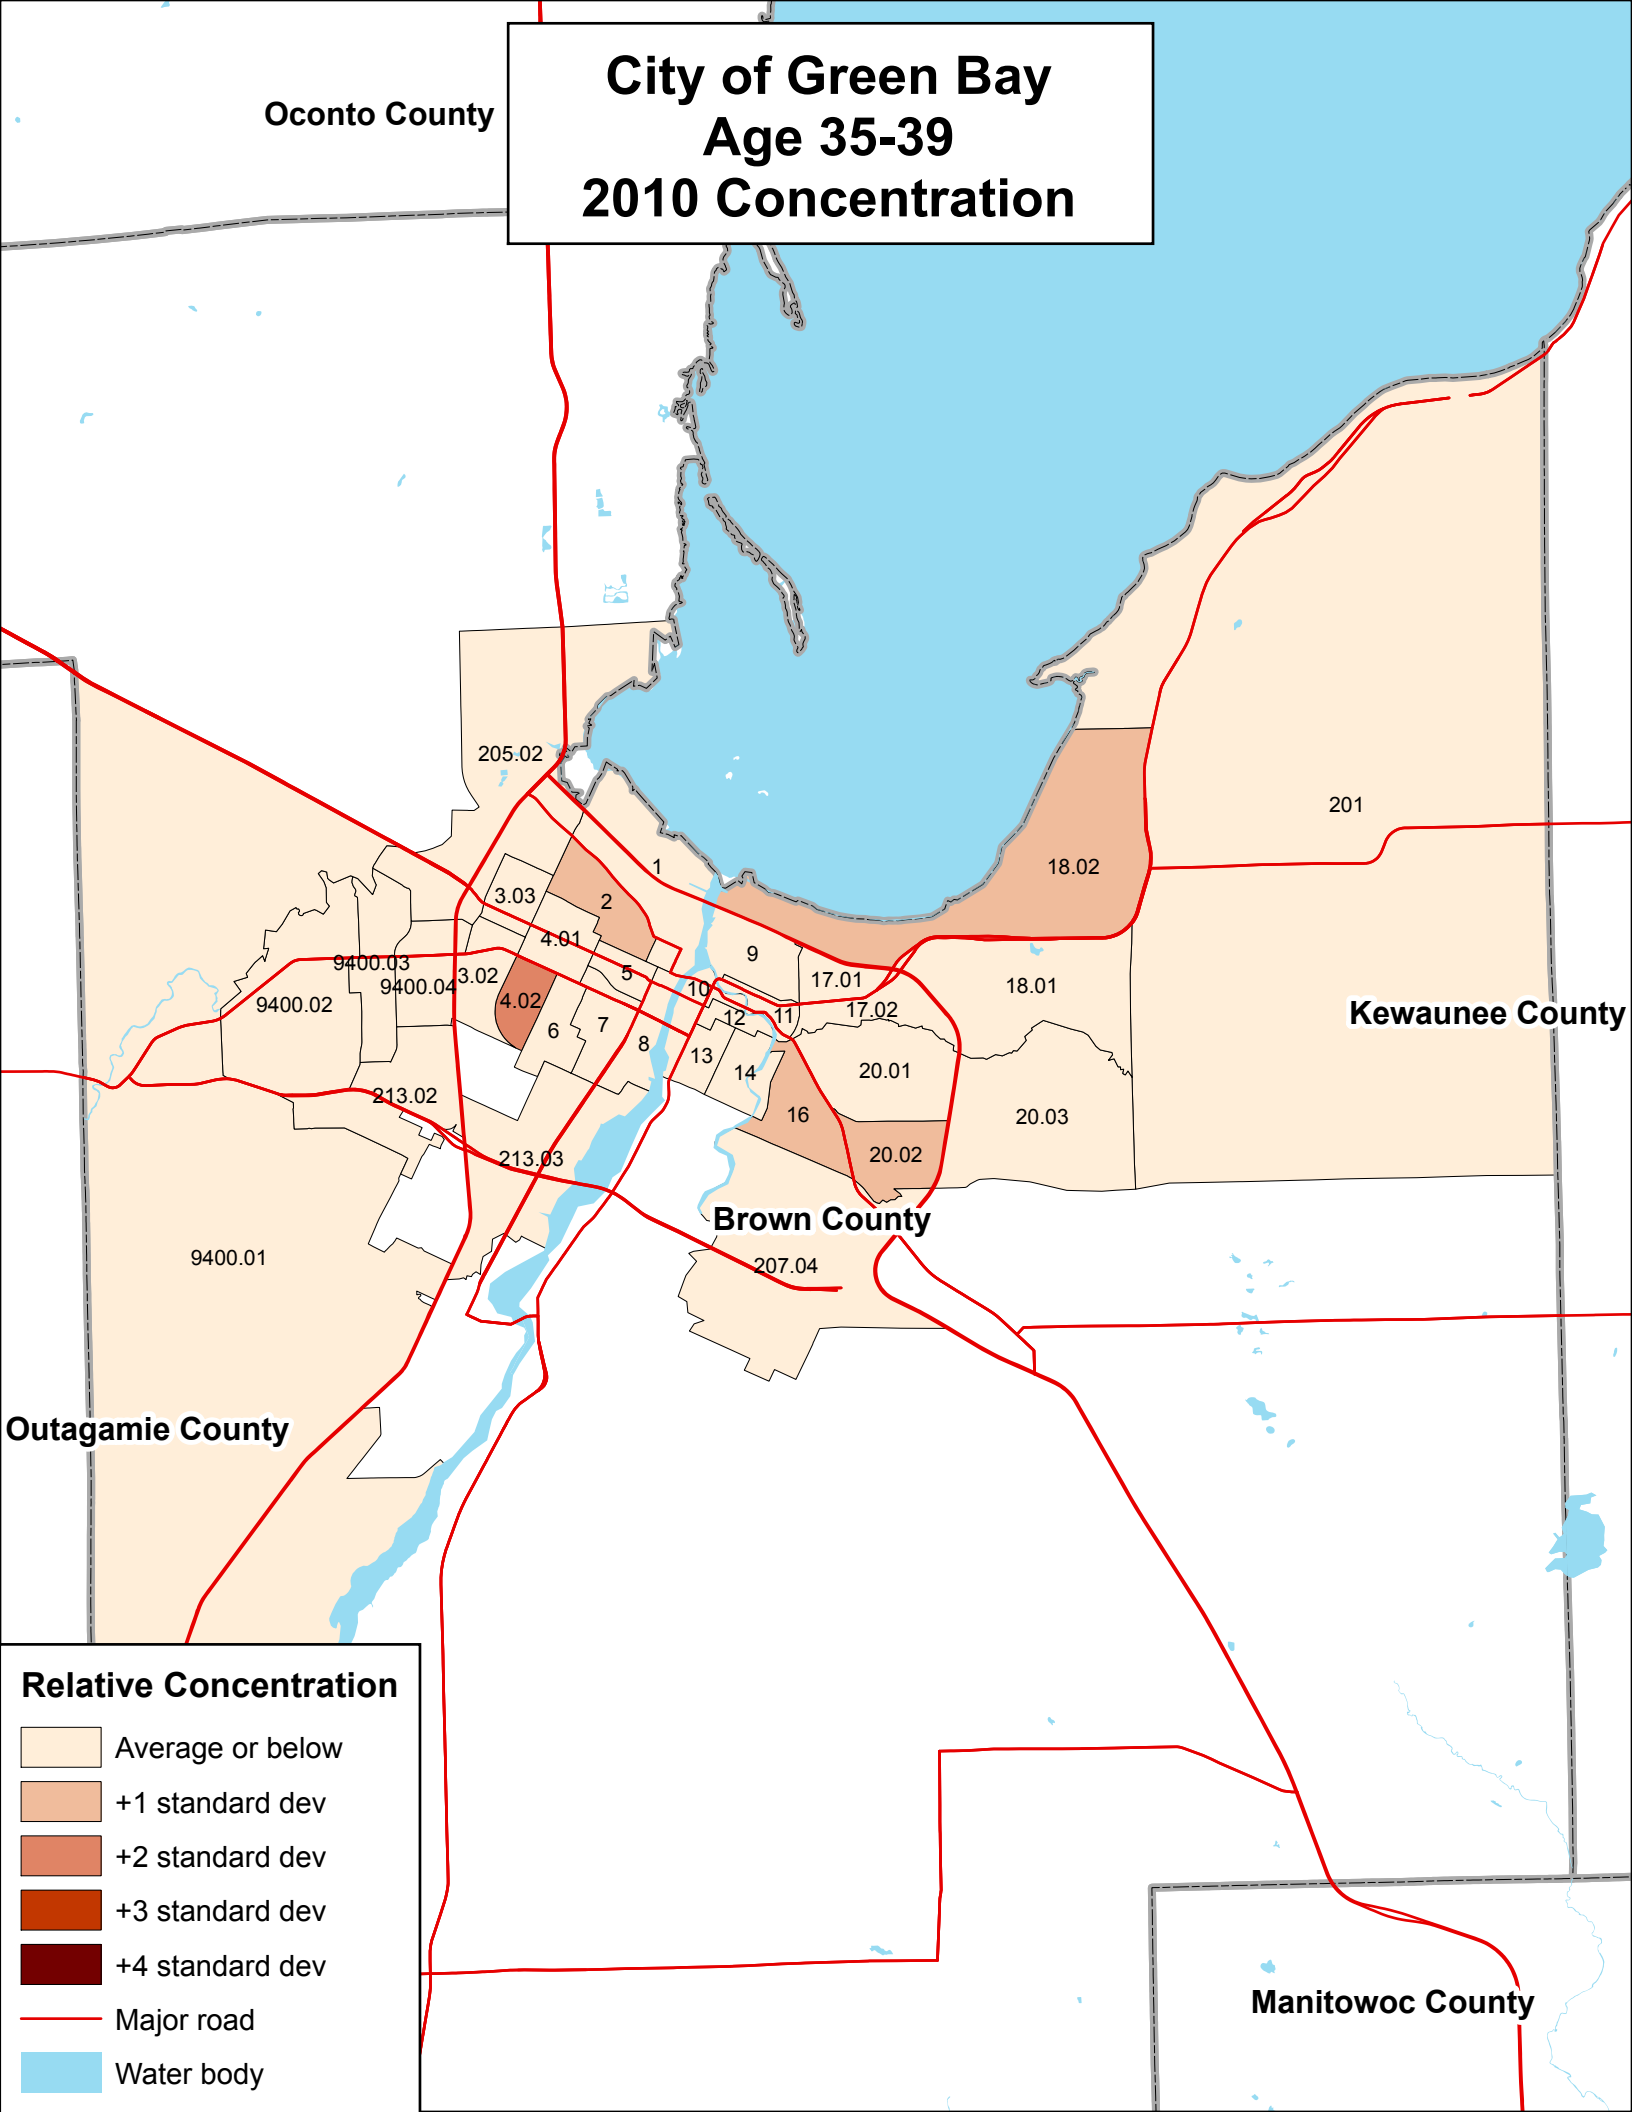 City of Green Bay
Age 35-39
2010 Concentration
Oconto County
205.02
201
1
18.02
3.03
2
4.01
9
9400.03
3.02
5
17.01
9400.04
10
18.01
9400.02
4.02
17.02
Kewaunee County
12
11
6
7
8
13
14
20.01
213.02
16
20.03
213.03
20.02
Brown County
9400.01
207.04
Outagamie County
Relative Concentration
Average or below
+1 standard dev
+2 standard dev
+3 standard dev
+4 standard dev
Major road
Water body
Manitowoc County